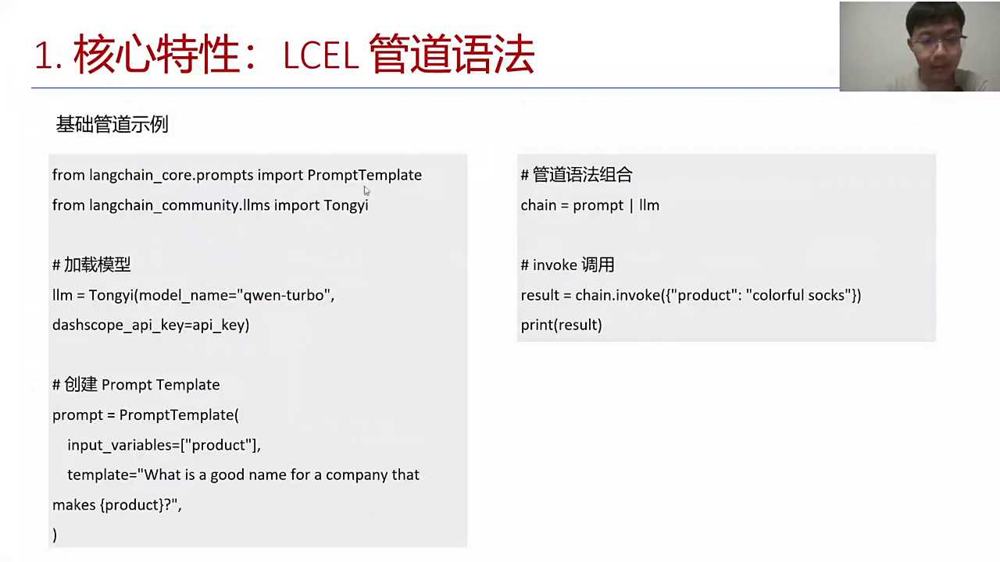 1. 核心特性：LCEL 管道语法
基础管道示例
from langchain_core.prompts import PromptTemplate
from langchain_community.llms import Tongyi
# 加载模型
llm = Tongyi(model_name="qwen-turbo",
dashscope_api_key=api_key)
# 创建 Prompt Template
prompt = PromptTemplate(
input_variables=["product"],
template="What is a good name for a company that
makes {product}?",
)
# 管道语法组合
chain = prompt | llm
# invoke 调用
result = chain.invoke({"product": "colorful socks"})
print(result)